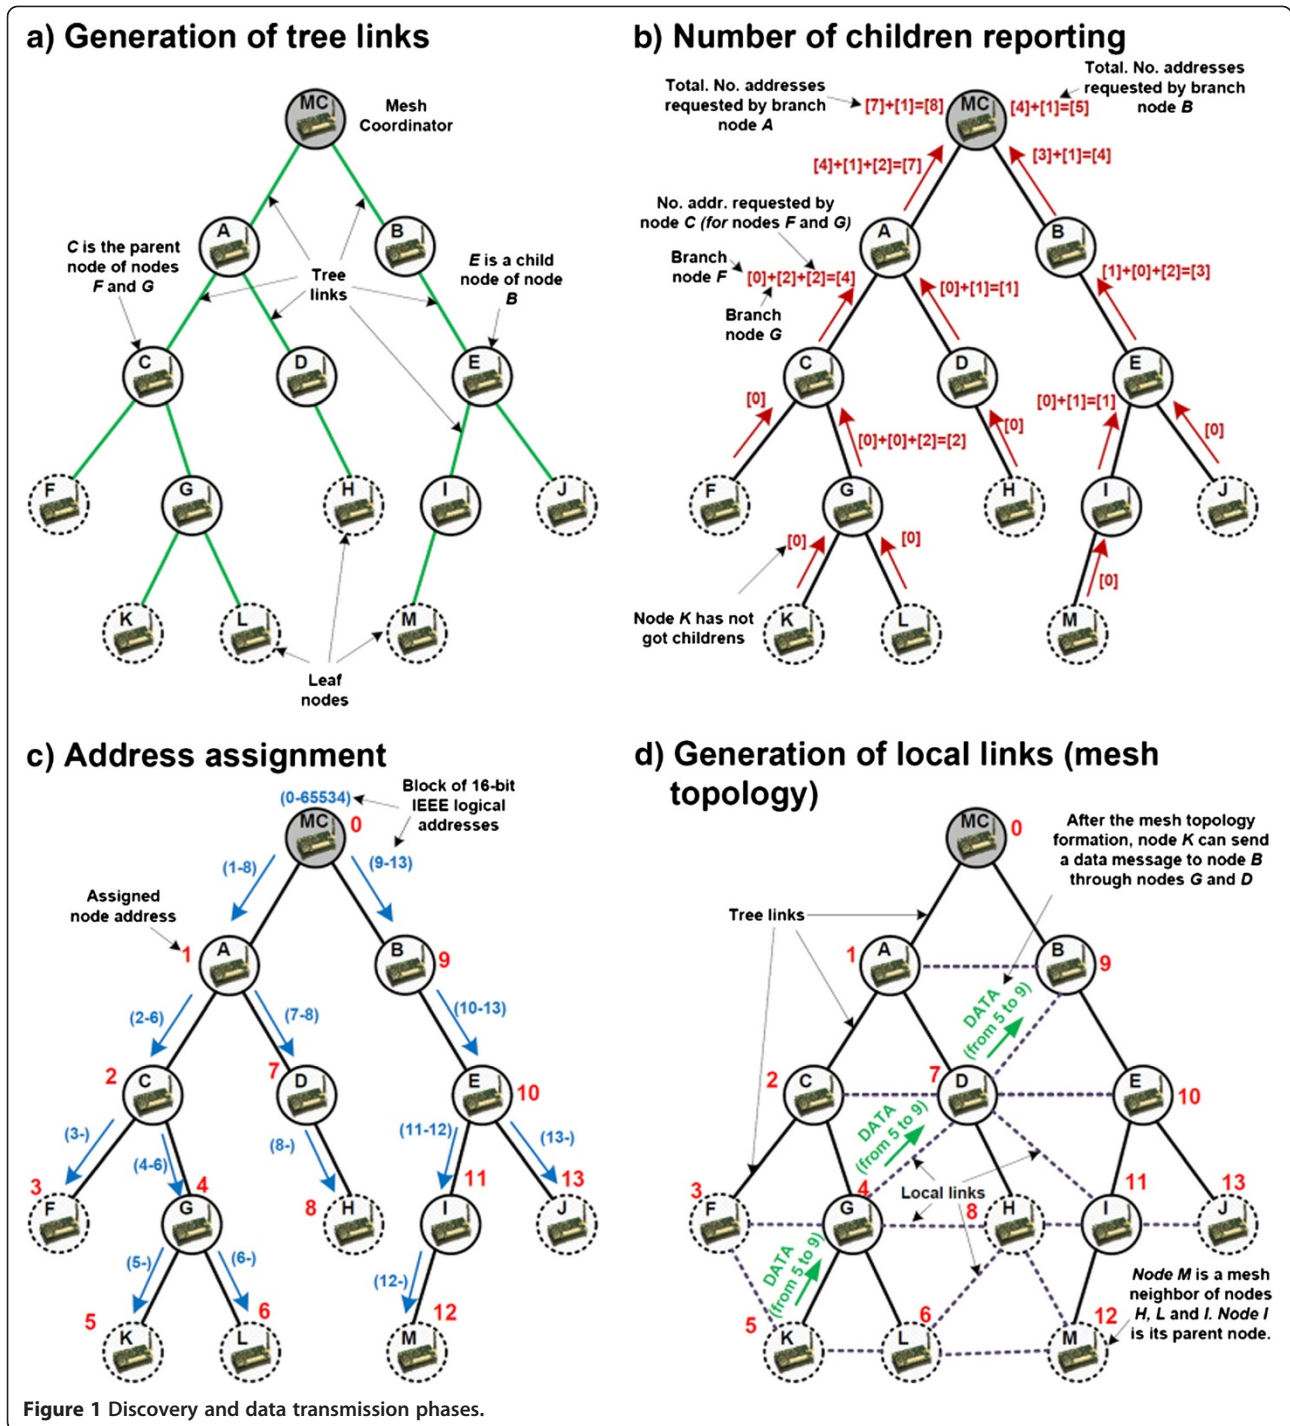 a) Generation of tree links
MC
Mesh
Coordinator
A
B
C is the parent
node of nodes
F and G
Tree
links
E is a child
node of node
B
C
D
E
F
G
H
I
J
K
L
M
Leaf
nodes
b) Number of children reporting
Total. No. addresses
requested by branch
node A
[7]+[1]=[8]
MC
[4]+[1]=[5]
Total. No. addresses
requested by branch
node B
[4]+[1]+[2]=[7]
[3]+[1]=[4]
No. addr. requested by
node C (for nodes F and G)
A
B
Branch
node F
[0]+[2]+[2]=[4]
[0]+[1]=[1]
[1]+[0]+[2]=[3]
Branch
node G
C
D
E
[0]
[0]+[0]+[2]=[2]
[0]
[0]+[1]=[1]
[0]
F
G
H
I
J
[0]
[0]
[0]
Node K has not
got childrens
K
L
M
c) Address assignment
(0-65534)
Block of 16-bit
IEEE logical
addresses
MC
0
(1-8)
(9-13)
Assigned
node address
1
A
B
9
(2-6)
(7-8)
(10-13)
2
C
7
D
E
10
(3-)
(4-6)
(8-)
(11-12)
(13-)
3
F
4
G
8
H
11
I
13
J
(5-)
(6-)
(12-)
5
K
6
L
12
M
d) Generation of local links (mesh
topology)
MC
0
After the mesh topology
formation, node K can send
a data message to node B
through nodes G and D
Tree links
1
A
B
9
DATA
(from 5 to 9)
2
C
7
D
E
10
DATA
(from 5 to 9)
Local links
3
F
4
G
8
H
11
I
13
J
DATA
(from 5 to 9)
5
K
6
L
12
M
Node M is a mesh
neighbor of nodes
H, L and I. Node I
is its parent node.
Figure 1 Discovery and data transmission phases.